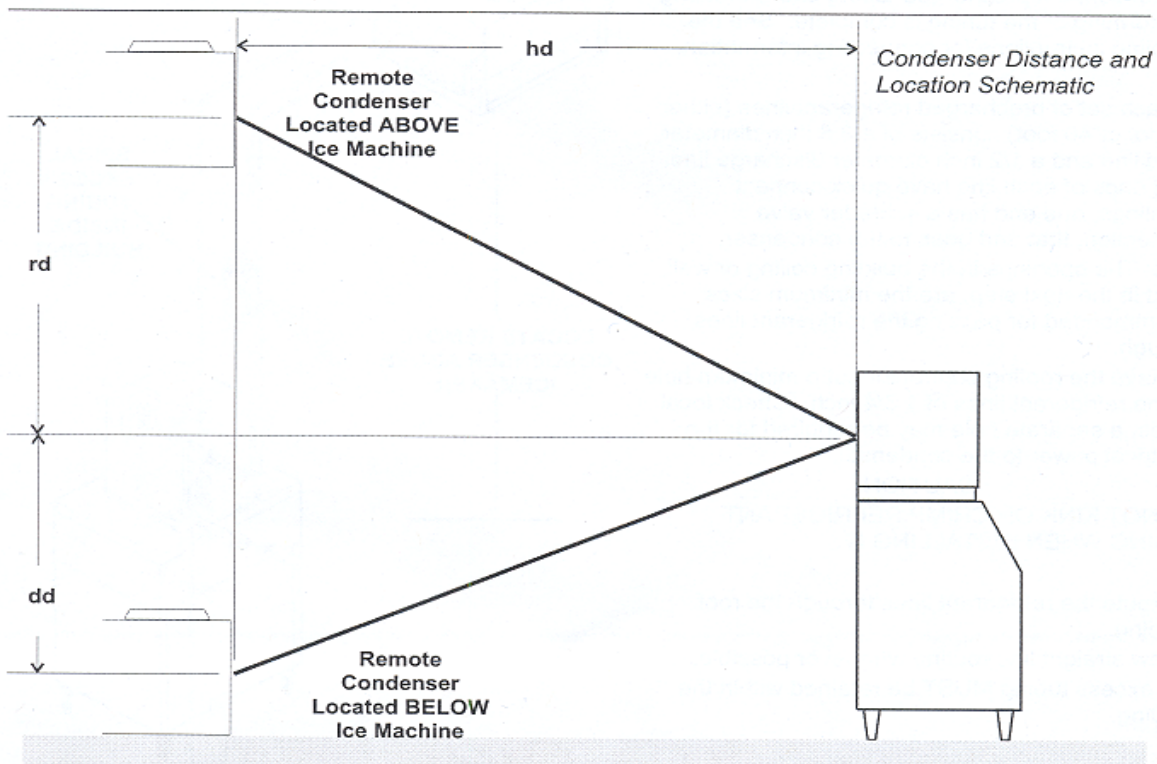 hd
Condenser Distance and
Location Schematic
Remote
Condenser
Located ABOVE
Ice Machine
rd
dd
Remote
Condenser
Located BELOW
Ice Machine